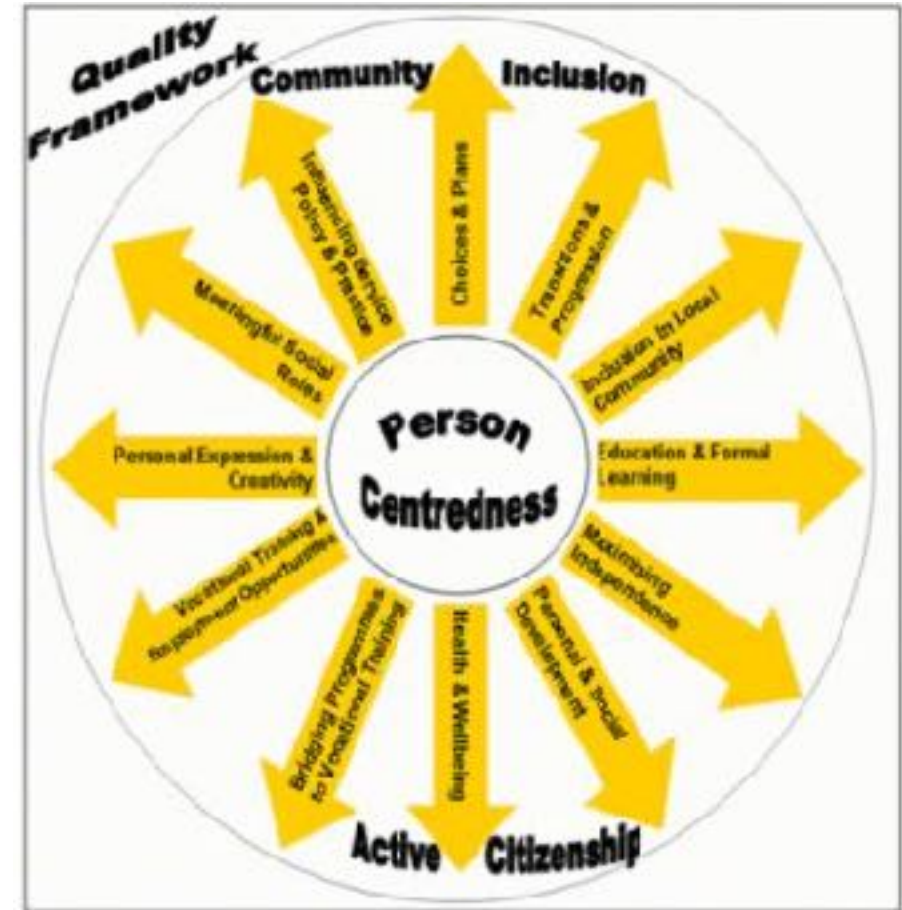 Quality
Framework
Community Inclusion
Choices & Plans
Transitions &
Progression
Inclusion in Local
Community
Education & Formal
Learning
Maximising
Independence
Personal & Social
Development
Health & Wellbeing
Bridging Programmes
to Vocational Training
Vocational Training &
Employment Opportunities
Personal Expression &
Creativity
Meaningful Social
Roles
Influencing Service
Policy & Practice
Person
Centredness
Active Citizenship